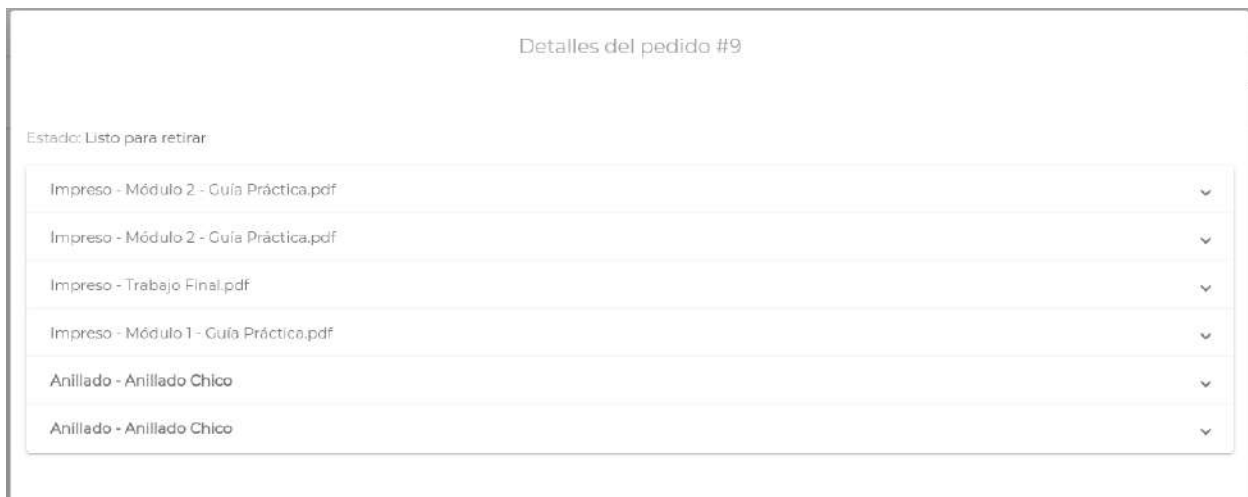 Detalles del pedido #9
Estado: Listo para retirar
Impreso - Módulo 2 - Guía Práctica.pdf
Impreso - Módulo 2 - Guía Práctica.pdf
Impreso - Trabajo Final.pdf
Impreso - Módulo 1 - Guía Práctica.pdf
Anillado - Anillado Chico
Anillado - Anillado Chico